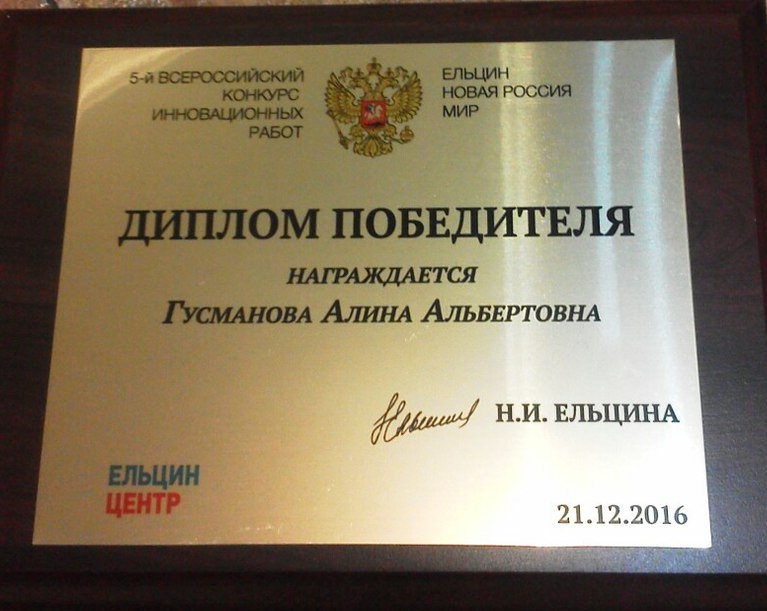 5-й ВСЕРОССИЙСКИЙ
КОНКУРС
ИННОВАЦИОННЫХ
РАБОТ
ЕЛЬЦИН
НОВАЯ РОССИЯ
МИР
ДИПЛОМ ПОБЕДИТЕЛЯ
НАГРАЖДАЕТСЯ
ГУСМАНОВА АЛИНА АЛЬБЕРТОВНА
Н.И. ЕЛЬЦИНА
ЕЛЬЦИН
ЦЕНТР
21.12.2016